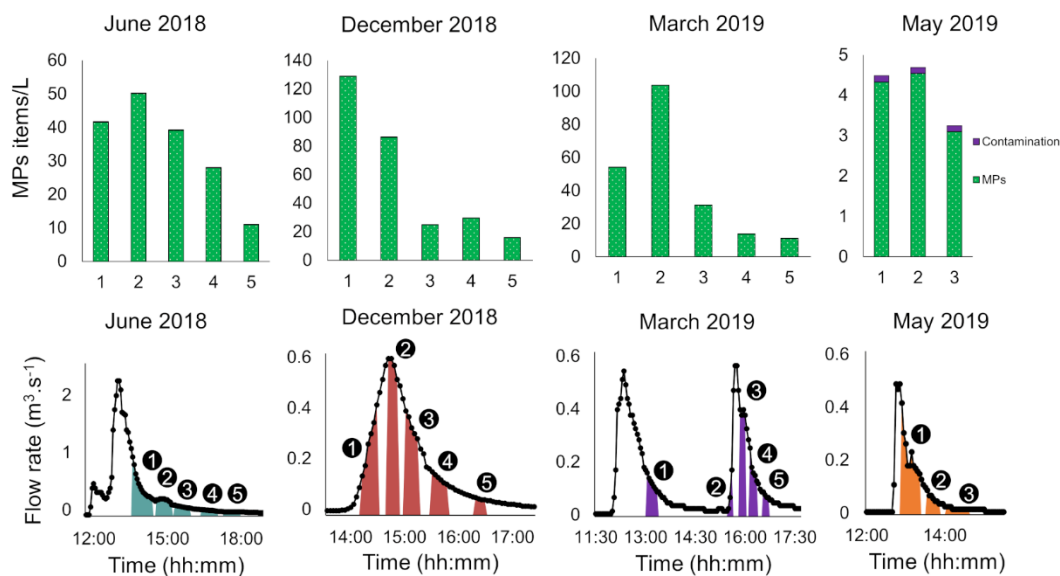 June 2018
December 2018
March 2019
May 2019
MPs items/L
60
50
40
30
20
10
0
1 2 3 4 5
140
120
100
80
60
40
20
0
1 2 3 4 5
120
100
80
60
40
20
0
1 2 3 4 5
5
4
3
2
1
0
1 2 3
Contamination
MPs
June 2018
December 2018
March 2019
May 2019
Flow rate (m³.s⁻¹)
2
1
0
1 2 3 4 5
12:00 15:00 18:00
Time (hh:mm)
0.6
0.4
0.2
0
1 2 3 4 5
14:00 15:00 16:00 17:00
Time (hh:mm)
0.6
0.4
0.2
0
1 2 3 4 5
11:30 13:00 14:30 16:00 17:30
Time (hh:mm)
0.6
0.4
0.2
0
1 2 3
12:00 14:00
Time (hh:mm)